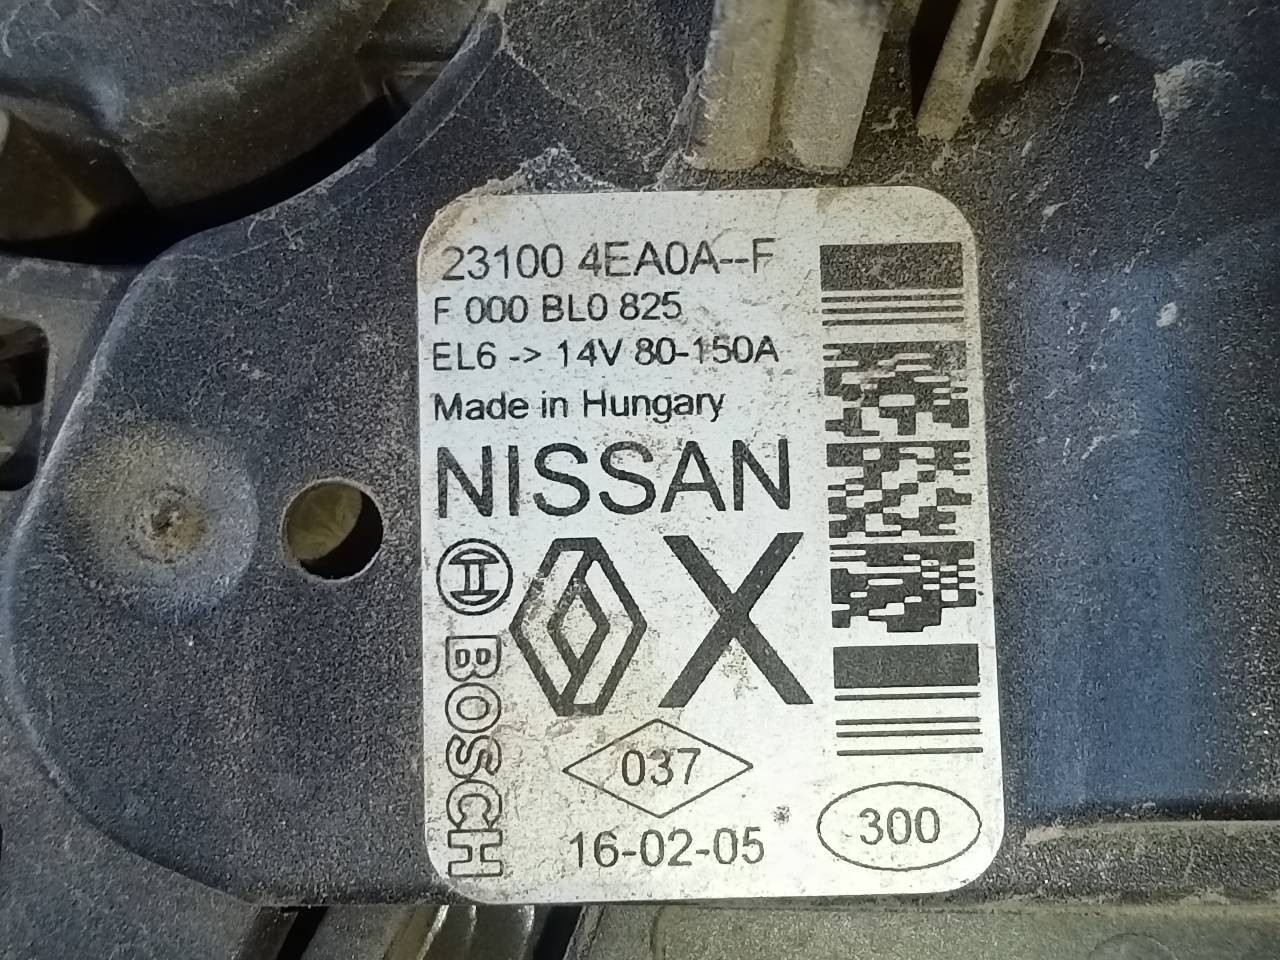 23100 4EA0A--F
F 000 BL0 825
EL6 -> 14V 80-150A
Made in Hungary
NISSAN
X
BOSCH
037
16-02-05
300